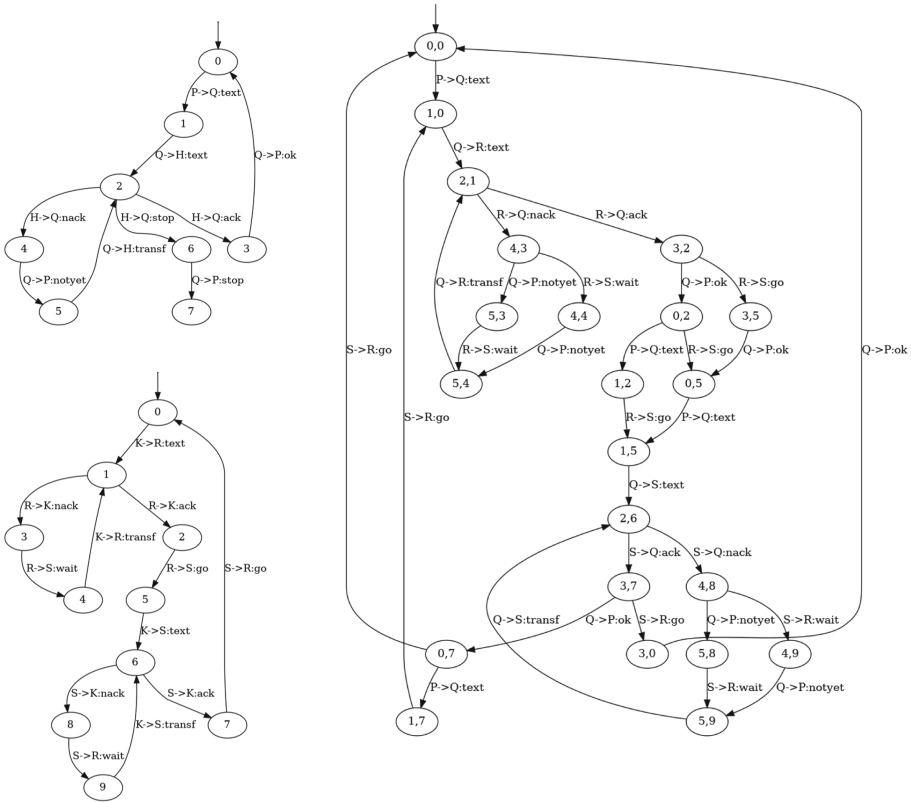 0
P->Q:text
1
Q->H:text
2
H->Q:nack
H->Q:stop
H->Q:ack
Q->P:ok
4
Q->H:transf
6
3
Q->P:notyet
Q->P:stop
5
7
0
K->R:text
1
R->K:nack
R->K:ack
3
K->R:transf
2
R->S:wait
R->S:go
S->R:go
4
5
K->S:text
6
S->K:nack
S->K:ack
8
K->S:transf
7
S->R:wait
9
0,0
P->Q:text
1,0
Q->R:text
2,1
R->Q:nack
R->Q:ack
4,3
3,2
Q->R:transf
Q->P:notyet
R->S:wait
Q->P:ok
R->S:go
5,3
4,4
0,2
3,5
S->R:go
R->S:wait
Q->P:notyet
P->Q:text
R->S:go
Q->P:ok
Q->P:ok
5,4
1,2
0,5
S->R:go
R->S:go
P->Q:text
1,5
Q->S:text
2,6
S->Q:ack
S->Q:nack
3,7
4,8
Q->S:transf
Q->P:ok
S->R:go
Q->P:notyet
S->R:wait
0,7
3,0
5,8
4,9
P->Q:text
S->R:wait
Q->P:notyet
1,7
5,9